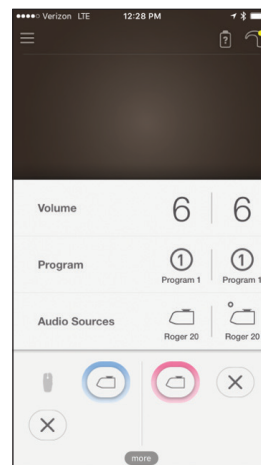 ●●●●○ Verizon LTE 12:28 PM
?
Volume 6 6
Program 1 1
Program 1 Program 1
Audio Sources
Roger 20 Roger 20
more